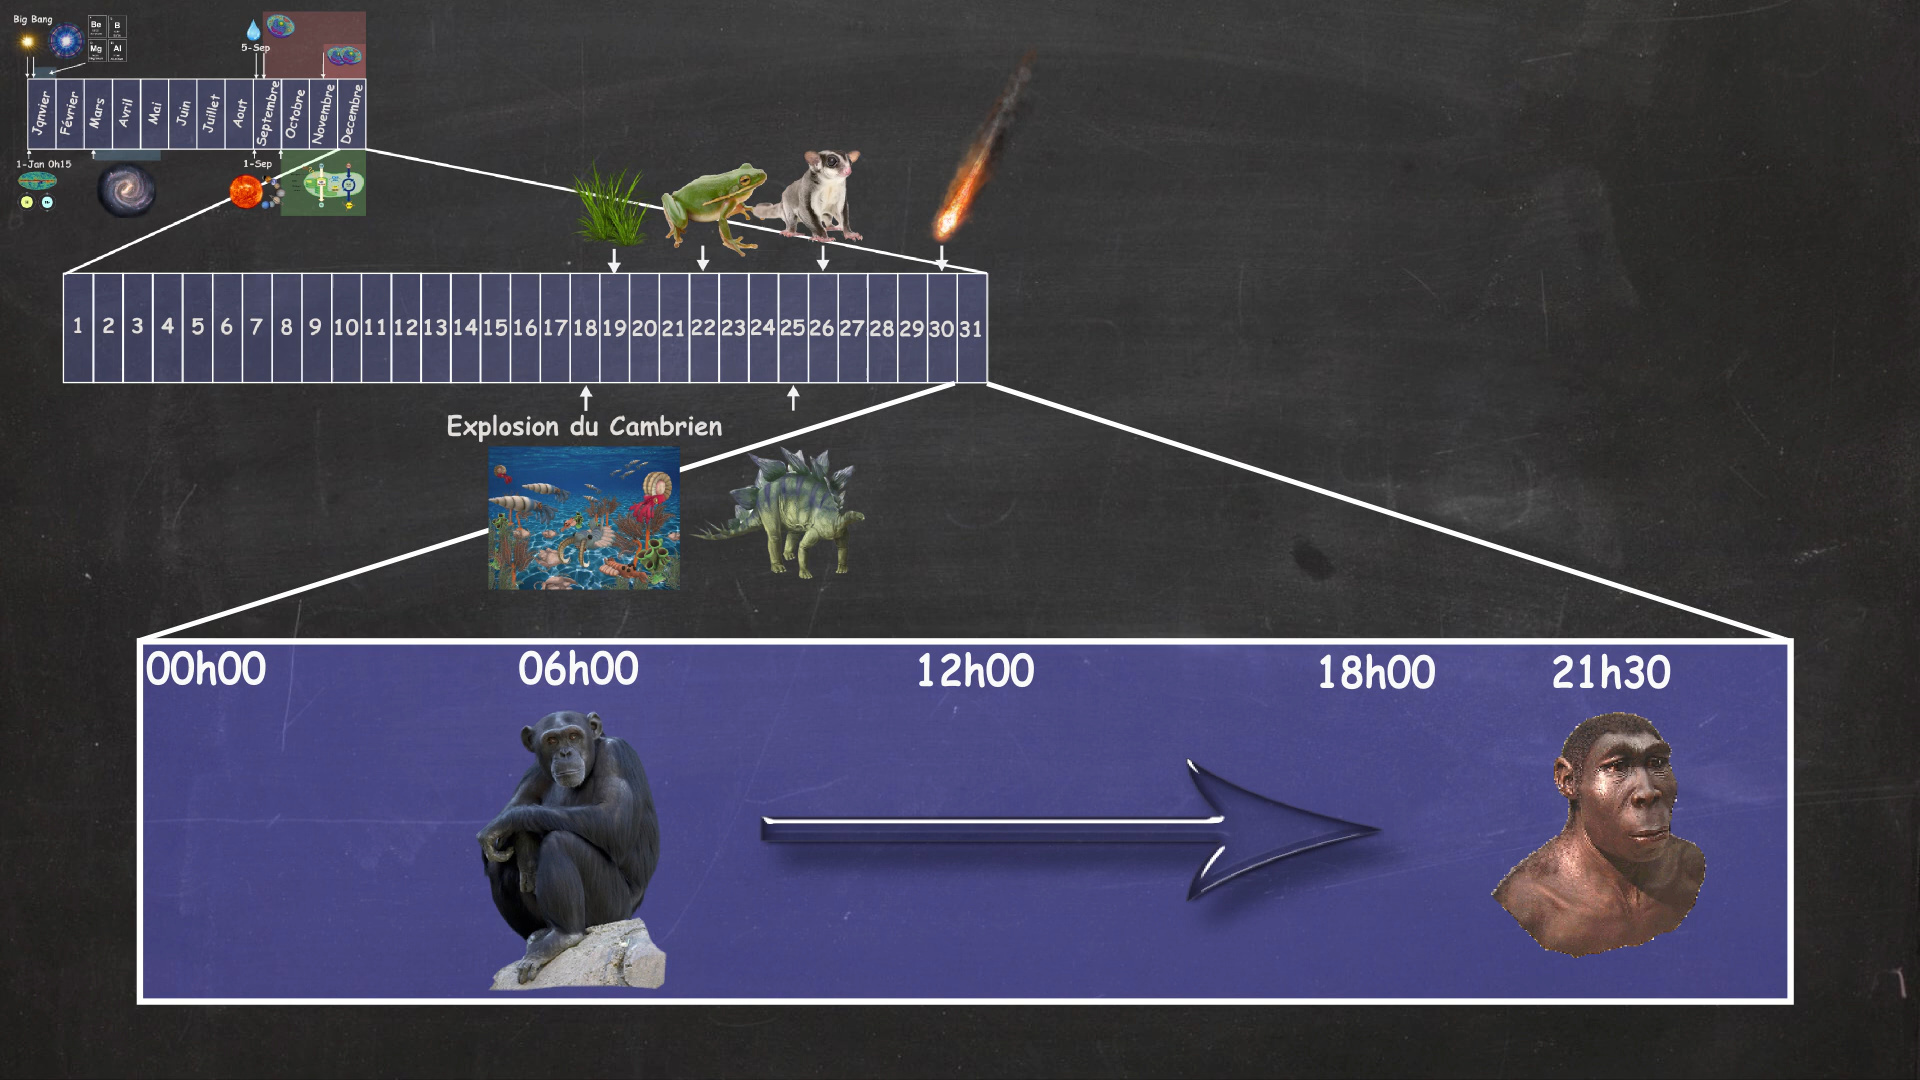 Big Bang
Be B
Mg Al
5-Sep
Janvier Février Mars Avril Mai Juin Juillet Aout Septembre Octobre Novembre Decembre
1-Jan 0h15
1-Sep
1 2 3 4 5 6 7 8 9 10 11 12 13 14 15 16 17 18 19 20 21 22 23 24 25 26 27 28 29 30 31
Explosion du Cambrien
00h00 06h00 12h00 18h00 21h30